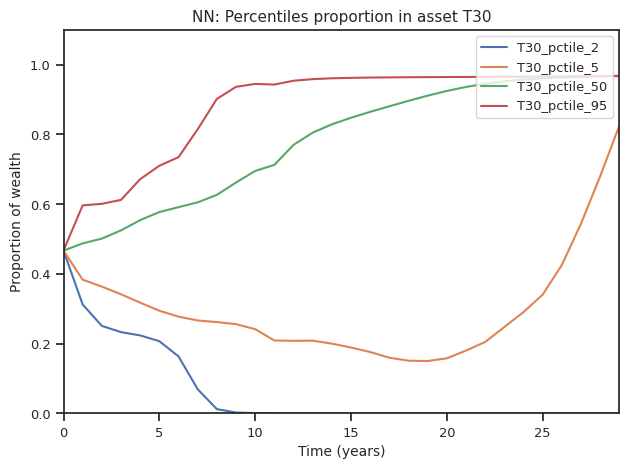 NN: Percentiles proportion in asset T30
T30_pctile_2
T30_pctile_5
T30_pctile_50
T30_pctile_95
Proportion of wealth
1.0
0.8
0.6
0.4
0.2
0.0
0 5 10 15 20 25
Time (years)